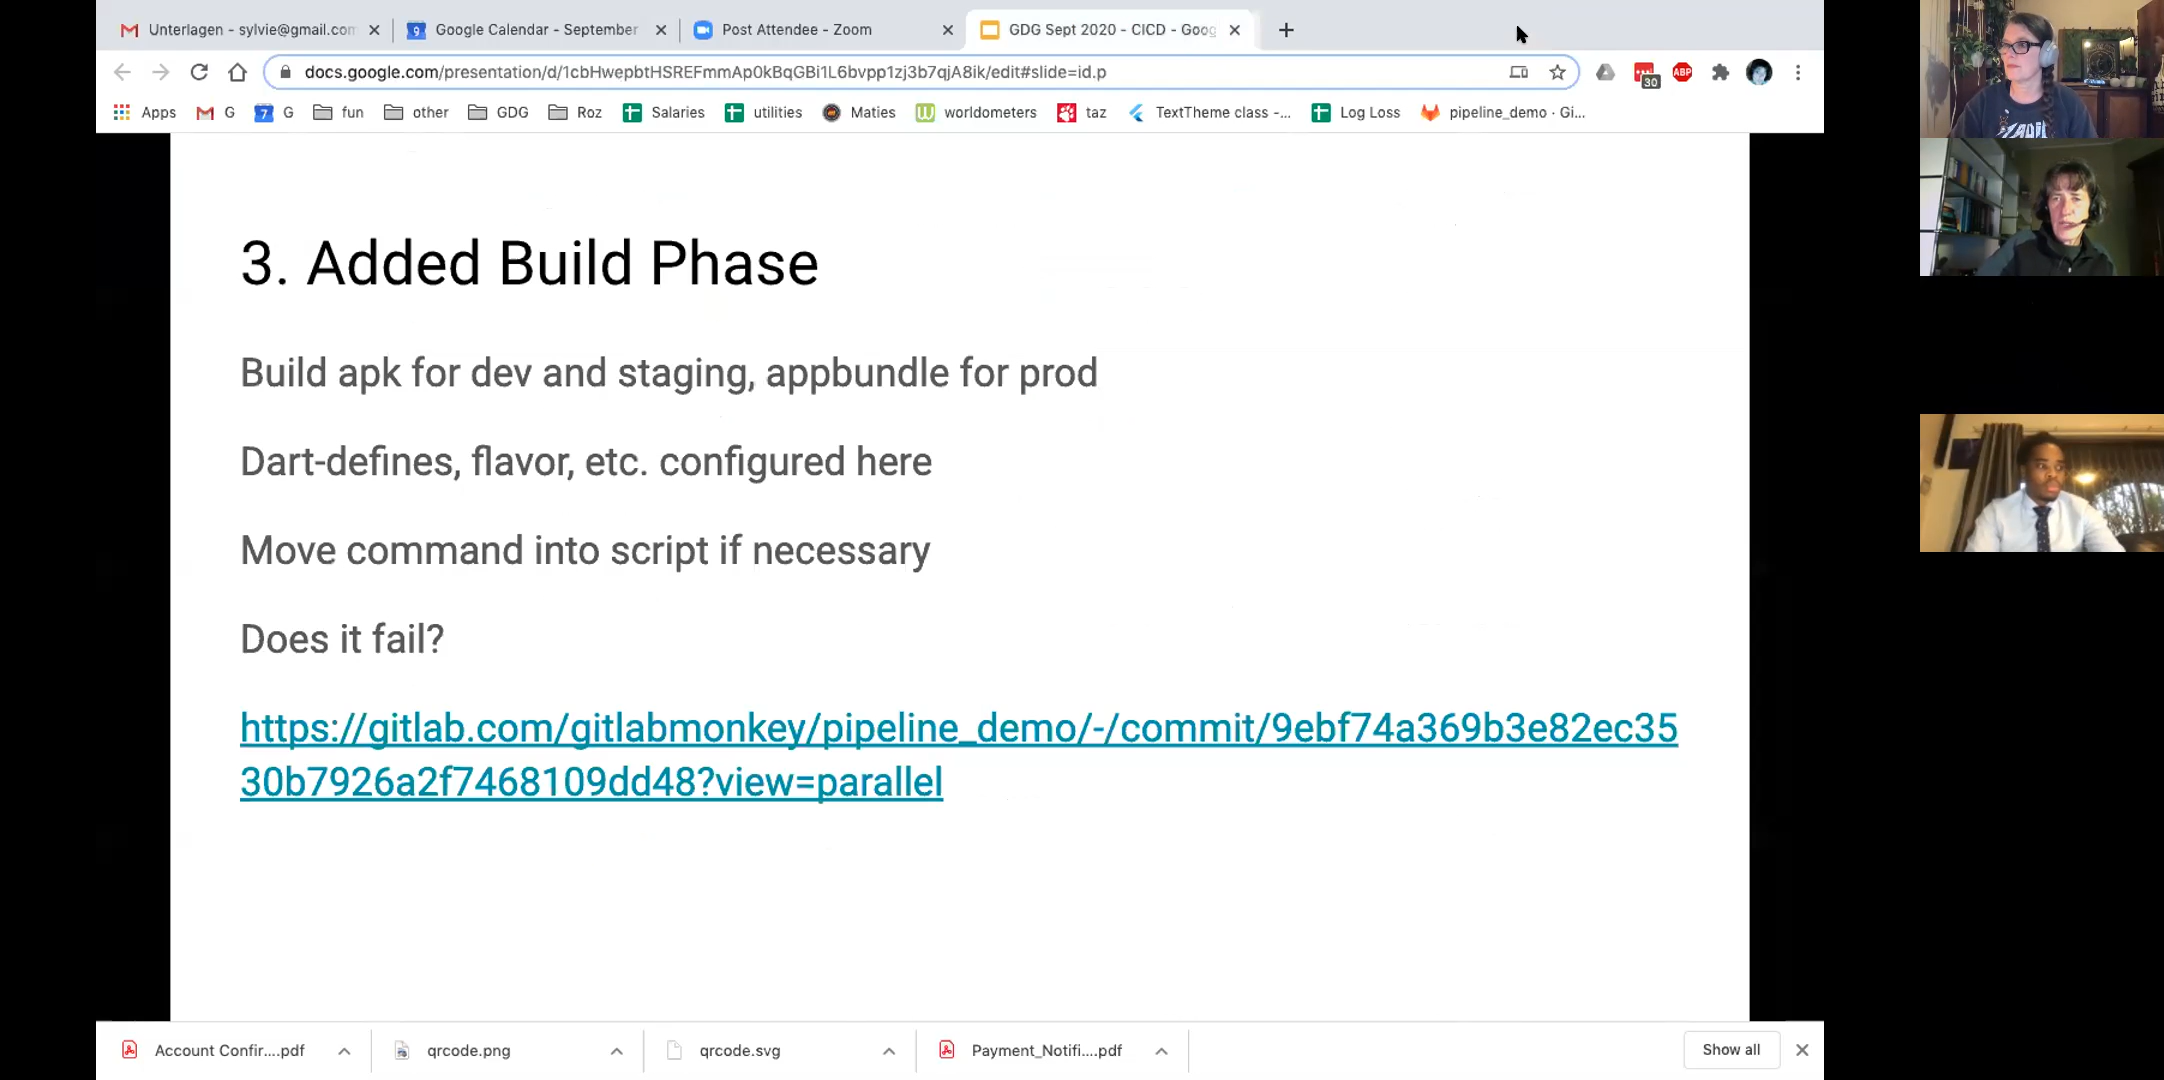 Unterlagen - sylvie@gmail.com
Google Calendar - September
Post Attendee - Zoom
GDG Sept 2020 - CICD - Goog
docs.google.com/presentation/d/1cbHwepbtHSREFmmAp0kBqGBi1L6bvpp1zj3b7qjA8ik/edit#slide=id.p
30
ABP
Apps
G
7
G
fun
other
GDG
Roz
Salaries
utilities
Maties
worldometers
taz
TextTheme class -...
Log Loss
pipeline_demo · Gi...
3. Added Build Phase
Build apk for dev and staging, appbundle for prod
Dart-defines, flavor, etc. configured here
Move command into script if necessary
Does it fail?
https://gitlab.com/gitlabmonkey/pipeline_demo/-/commit/9ebf74a369b3e82ec35
30b7926a2f7468109dd48?view=parallel
Account Confir....pdf
qrcode.png
qrcode.svg
Payment_Notifi....pdf
Show all